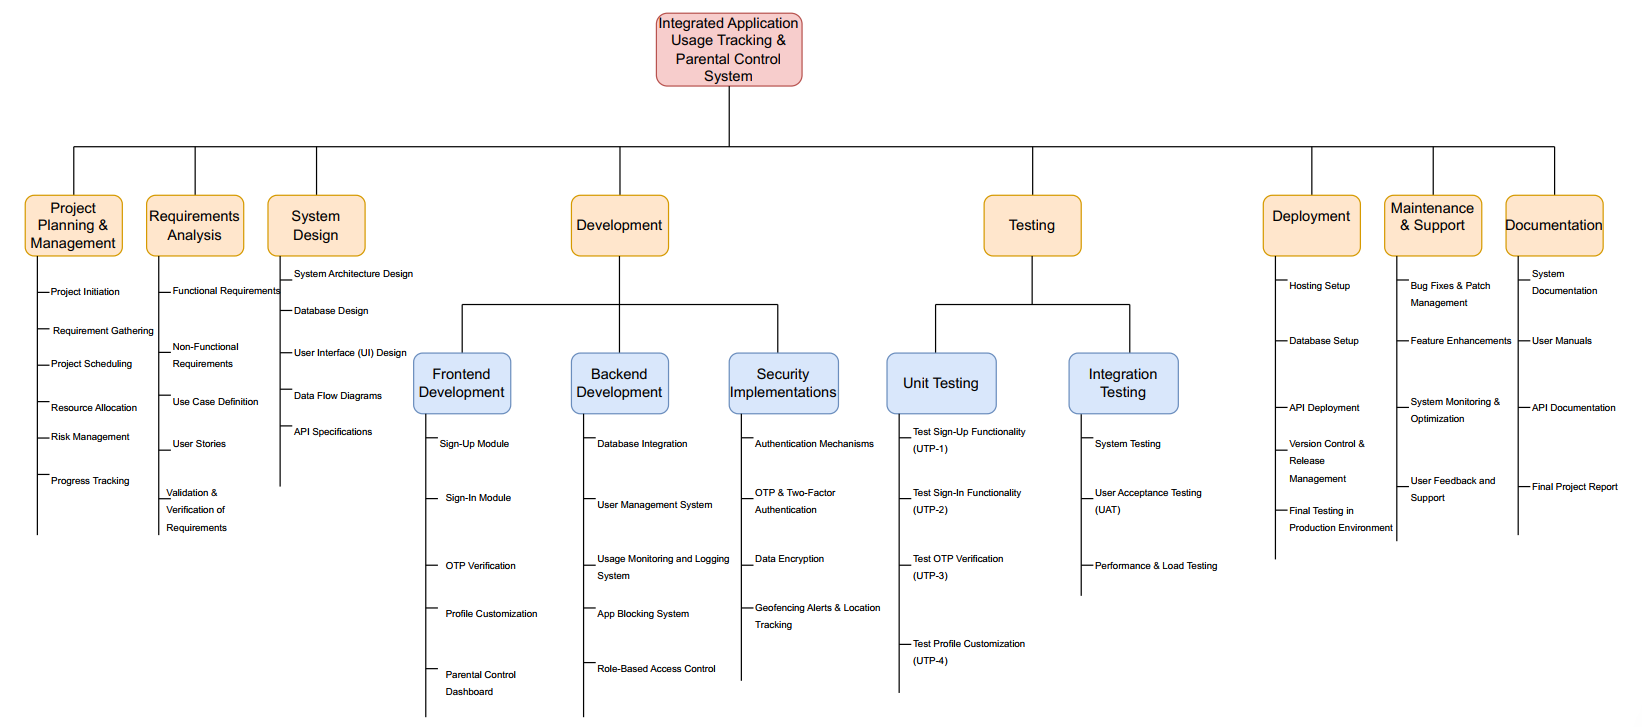 Integrated Application
Usage Tracking &
Parental Control
System
Project
Planning &
Management
Requirements
Analysis
System
Design
Development
Testing
Deployment
Maintenance
& Support
Documentation
Project Initiation
Requirement Gathering
Project Scheduling
Resource Allocation
Risk Management
Progress Tracking
Functional Requirements
Non-Functional
Requirements
Use Case Definition
User Stories
Validation &
Verification of
Requirements
System Architecture Design
Database Design
User Interface (UI) Design
Data Flow Diagrams
API Specifications
Frontend
Development
Sign-Up Module
Sign-In Module
OTP Verification
Profile Customization
Parental Control
Dashboard
Backend
Development
Database Integration
User Management System
Usage Monitoring and Logging
System
App Blocking System
Role-Based Access Control
Security
Implementations
Authentication Mechanisms
OTP & Two-Factor
Authentication
Data Encryption
Geofencing Alerts & Location
Tracking
Unit Testing
Test Sign-Up Functionality
(UTP-1)
Test Sign-In Functionality
(UTP-2)
Test OTP Verification
(UTP-3)
Test Profile Customization
(UTP-4)
Integration
Testing
System Testing
User Acceptance Testing
(UAT)
Performance & Load Testing
Hosting Setup
Database Setup
API Deployment
Version Control &
Release
Management
Final Testing in
Production Environment
Bug Fixes & Patch
Management
Feature Enhancements
System Monitoring &
Optimization
User Feedback and
Support
System
Documentation
User Manuals
API Documentation
Final Project Report